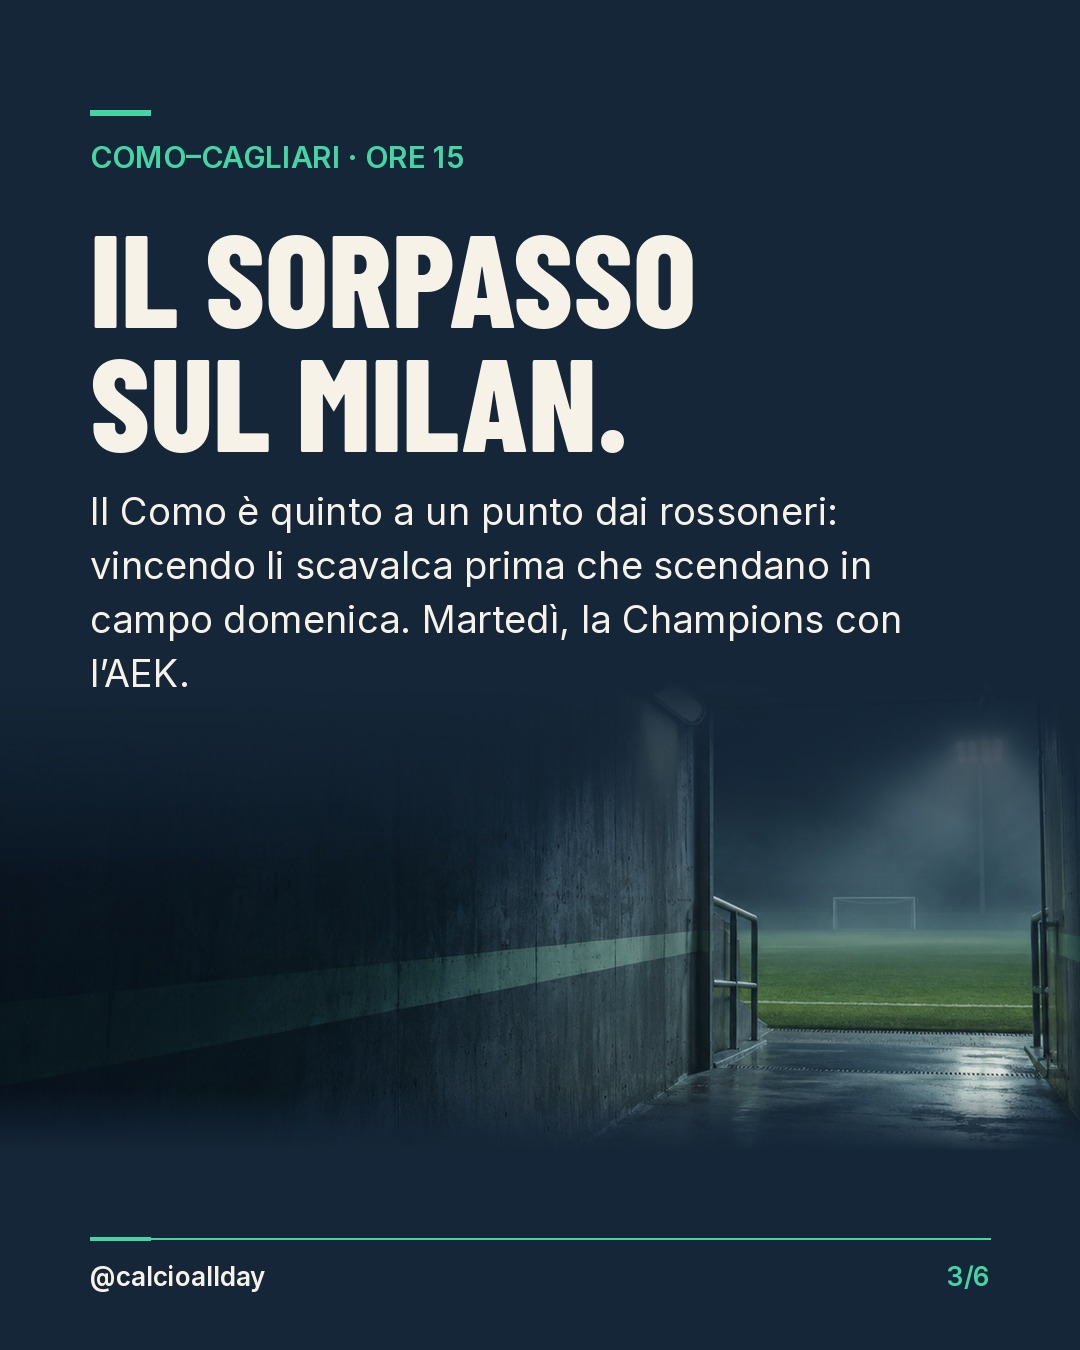 COMO–CAGLIARI · ORE 15
IL SORPASSO
SUL MILAN.
Il Como è quinto a un punto dai rossoneri:
vincendo li scavalca prima che scendano in
campo domenica. Martedì, la Champions con
l’AEK.
@calcioallday
3/6